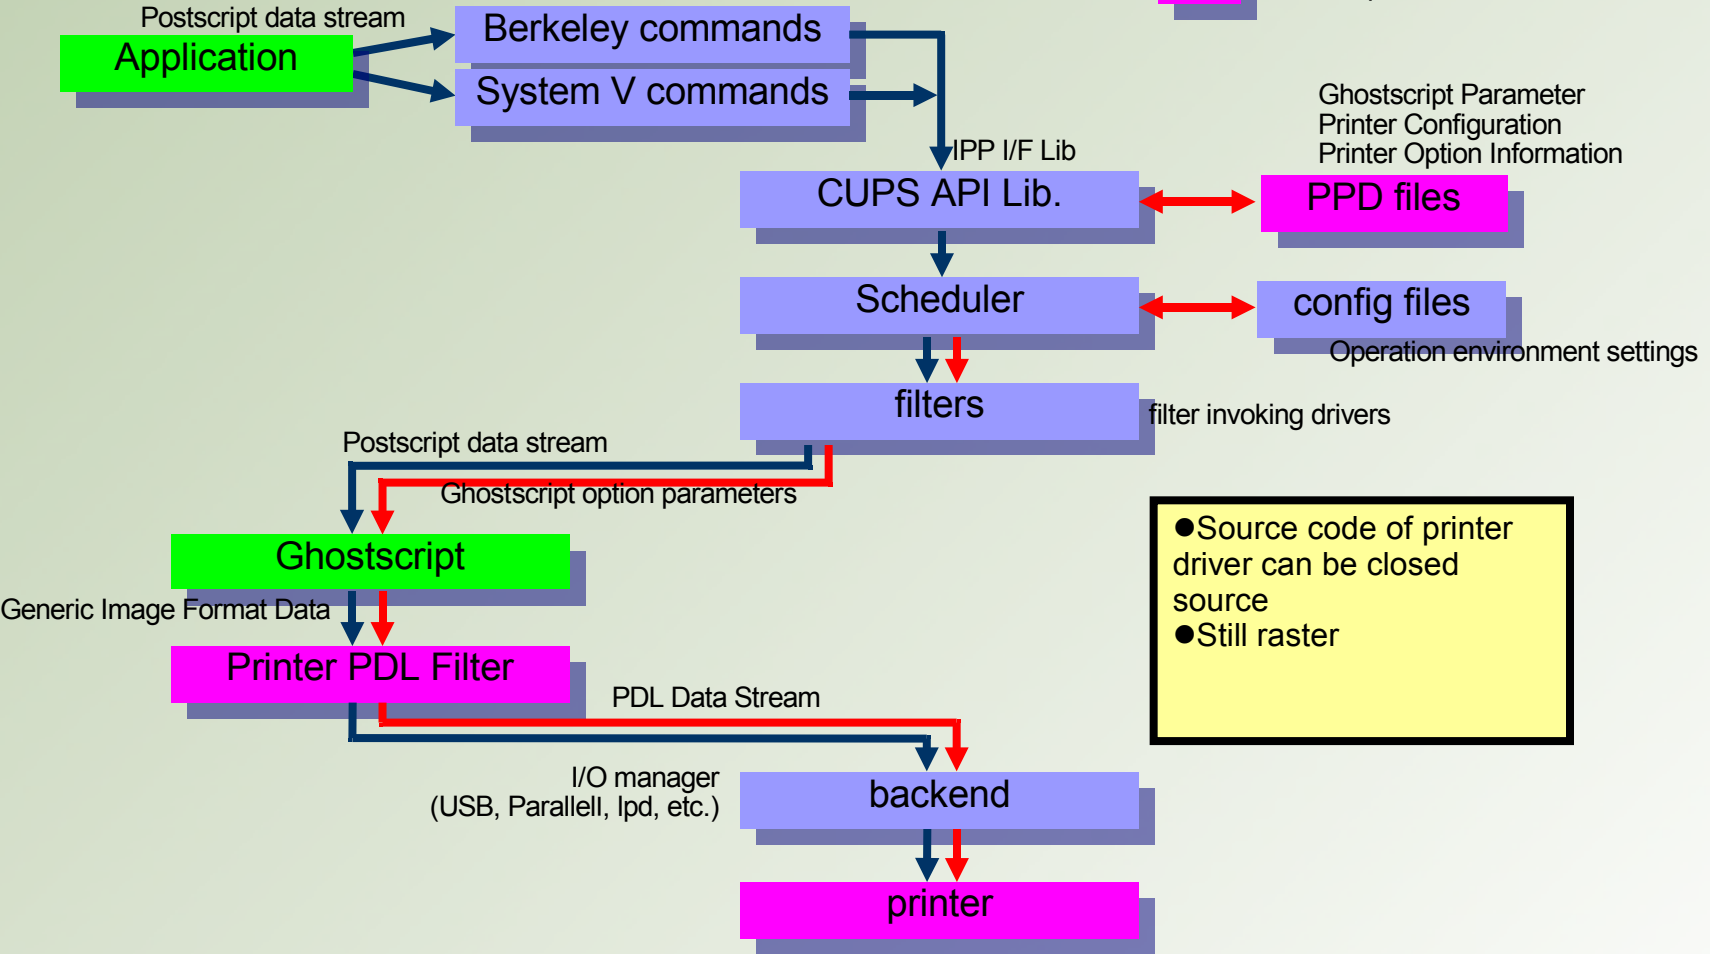 Postscript data stream
Application
Berkeley commands
System V commands
IPP I/F Lib
Ghostscript Parameter
Printer Configuration
Printer Option Information
CUPS API Lib.
PPD files
Scheduler
config files
Operation environment settings
filters
filter invoking drivers
Postscript data stream
Ghostscript option parameters
Ghostscript
Generic Image Format Data
Printer PDL Filter
PDL Data Stream
●Source code of printer
driver can be closed
source
●Still raster
I/O manager
(USB, Parallell, lpd, etc.)
backend
printer